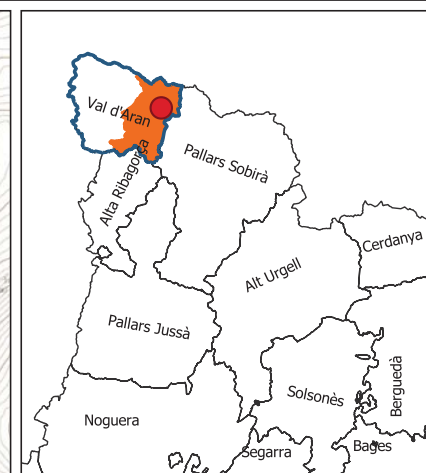 Val d'Aran
Pallars Sobirà
Alta Ribagorça
Cerdanya
Alt Urgell
Pallars Jussà
Berguedà
Solsonès
Noguera
Bages
Segarra